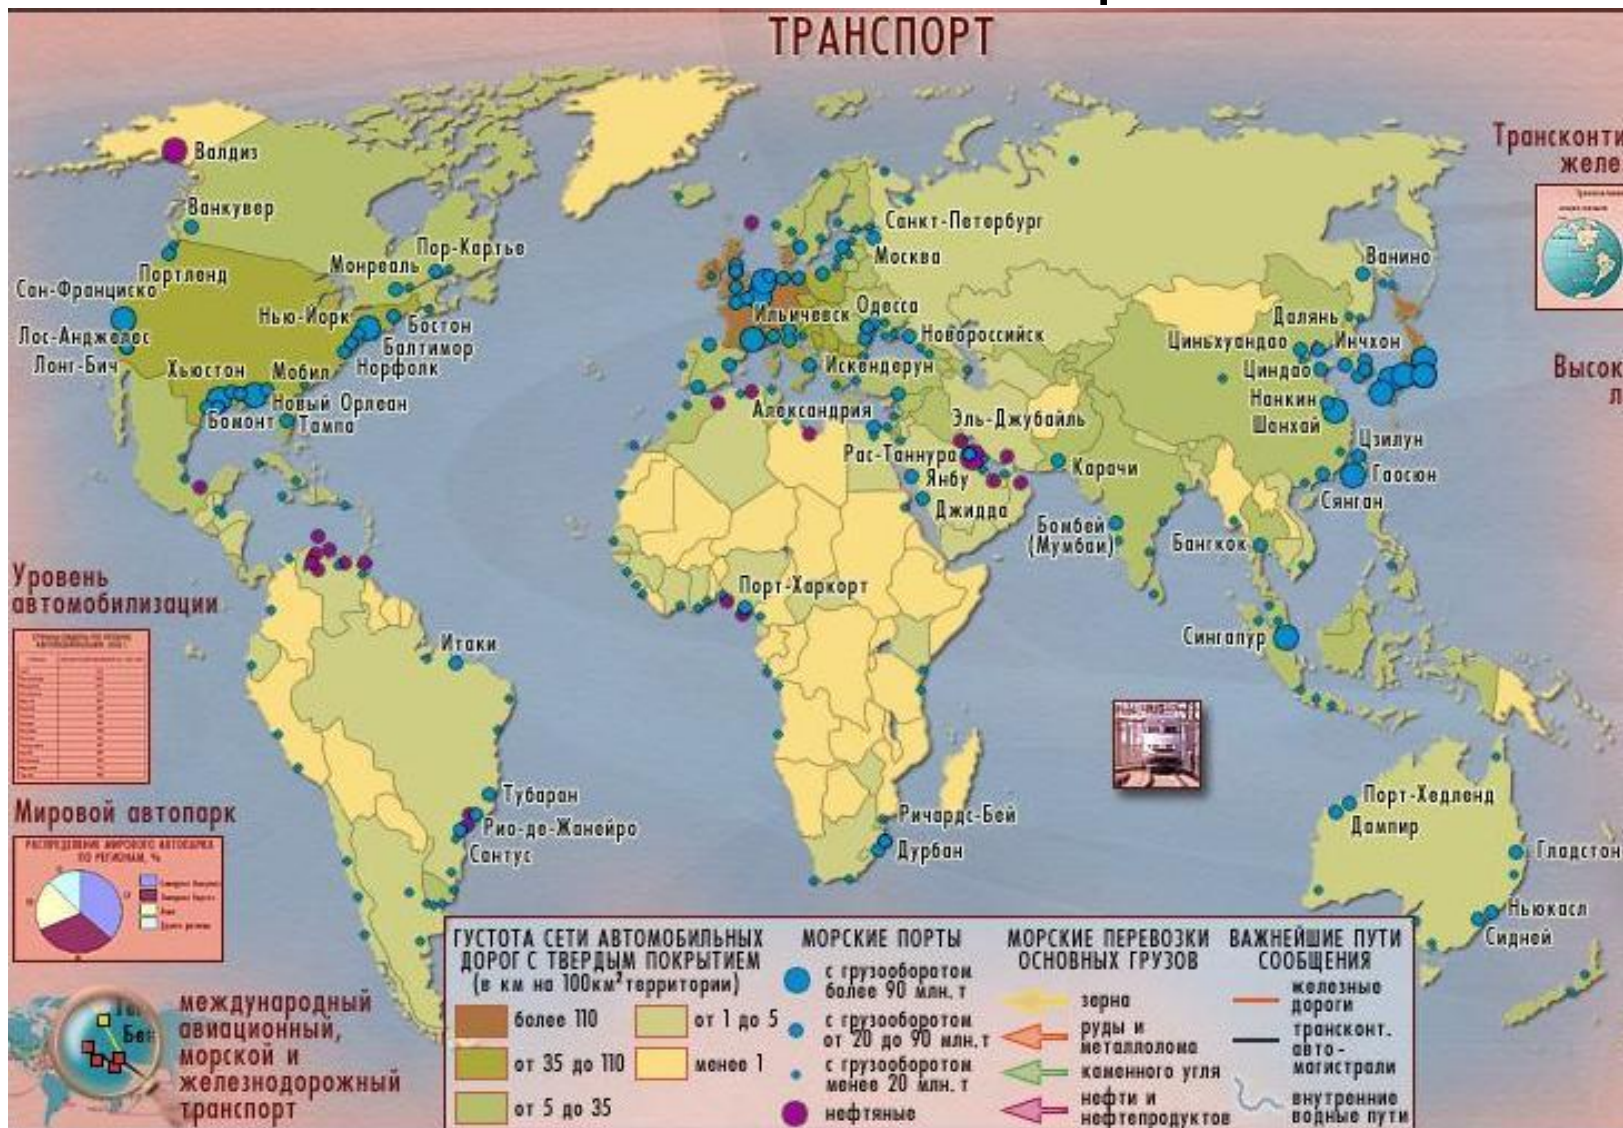 ТРАНСПОРТ
Трансконти
желе
Валдиз
Ванкувер
Портленд
Сан-Франциско
Лос-Анджелес
Лонг-Бич
Монреаль
Пор-Картье
Нью-Йорк
Бостон
Балтимор
Норфолк
Хьюстон
Мобил
Новый Орлеан
Бомонт
Тампа
Санкт-Петербург
Москва
Ильичевск
Одесса
Новороссийск
Искендерун
Александрия
Эль-Джубайль
Рас-Таннура
Янбу
Джидда
Карачи
Бомбей
(Мумбаи)
Бангкок
Ванино
Далянь
Циньхуандао
Инчхон
Циндао
Нанкин
Шанхай
Цзилун
Гаосюн
Сянган
Высок
л
Сингапур
Порт-Харкорт
Итаки
Тубаран
Рио-де-Жанейро
Сантус
Ричардс-Бей
Дурбан
Порт-Хедленд
Дампир
Гладстон
Ньюкасл
Сидней
Уровень
автомобилизации
Мировой автопарк
РАСПРЕДЕЛЕНИЕ МИРОВОГО АВТОПАРКА
ПО РЕГИОНАМ, %
международный
авиационный,
морской и
железнодорожный
транспорт
ГУСТОТА СЕТИ АВТОМОБИЛЬНЫХ
ДОРОГ С ТВЕРДЫМ ПОКРЫТИЕМ
(в км на 100км² территории)
более 110
от 35 до 110
от 5 до 35
от 1 до 5
менее 1
МОРСКИЕ ПОРТЫ
с грузооборотом
более 90 млн. т
с грузооборотом
от 20 до 90 млн. т
с грузооборотом
менее 20 млн. т
нефтяные
МОРСКИЕ ПЕРЕВОЗКИ
ОСНОВНЫХ ГРУЗОВ
зерна
руды и
металлолома
каменного угля
нефти и
нефтепродуктов
ВАЖНЕЙШИЕ ПУТИ
СООБЩЕНИЯ
железные
дороги
трансконт.
авто-
магистрали
внутренние
водные пути